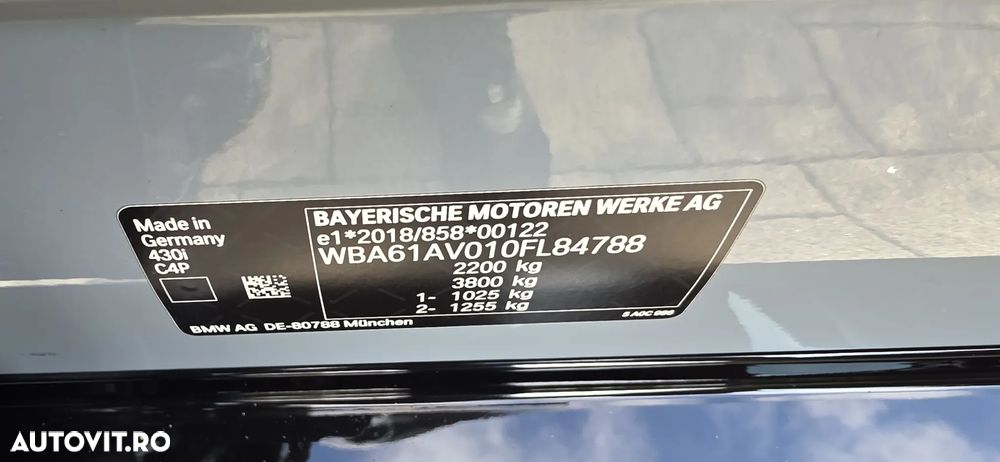 Made in
Germany
430i
C4P
BAYERISCHE MOTOREN WERKE AG
e1*2018/858*00122
WBA61AV010FL84788
2200 kg
3800 kg
1- 1025 kg
2- 1255 kg
BMW AG DE-80788 München
AUTOVIT.RO